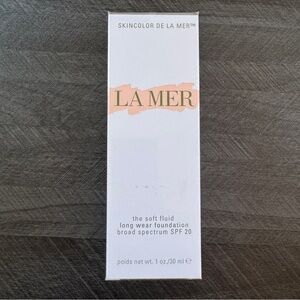 SKINCOLOR DE LA MER™
LA MER
the soft fluid
long wear foundation
broad spectrum SPF 20
poids net wt. 1 oz./30 ml ℮